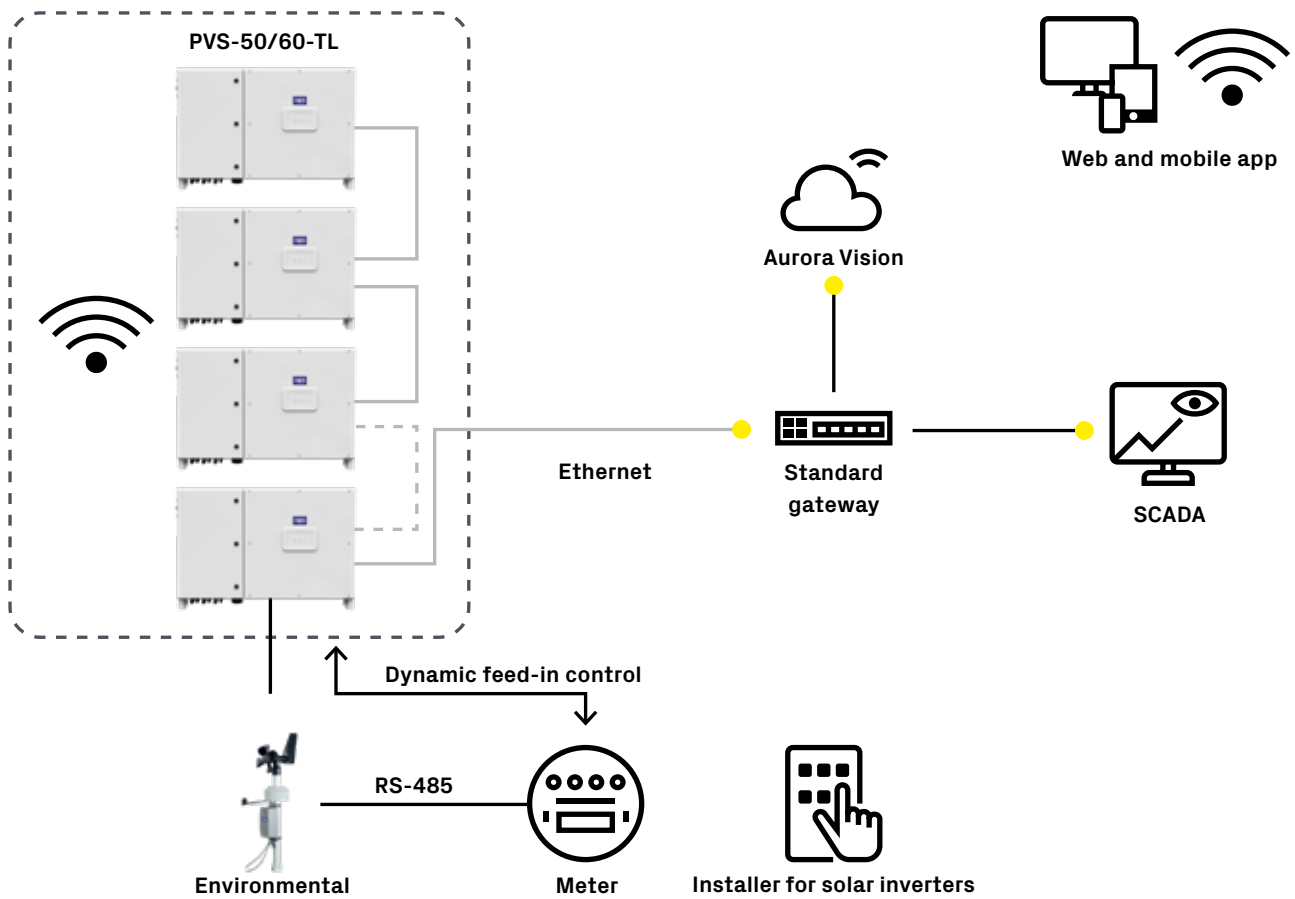 PVS-50/60-TL
Web and mobile app
Aurora Vision
Ethernet
Standard
gateway
SCADA
Dynamic feed-in control
RS-485
Environmental
Meter
Installer for solar inverters